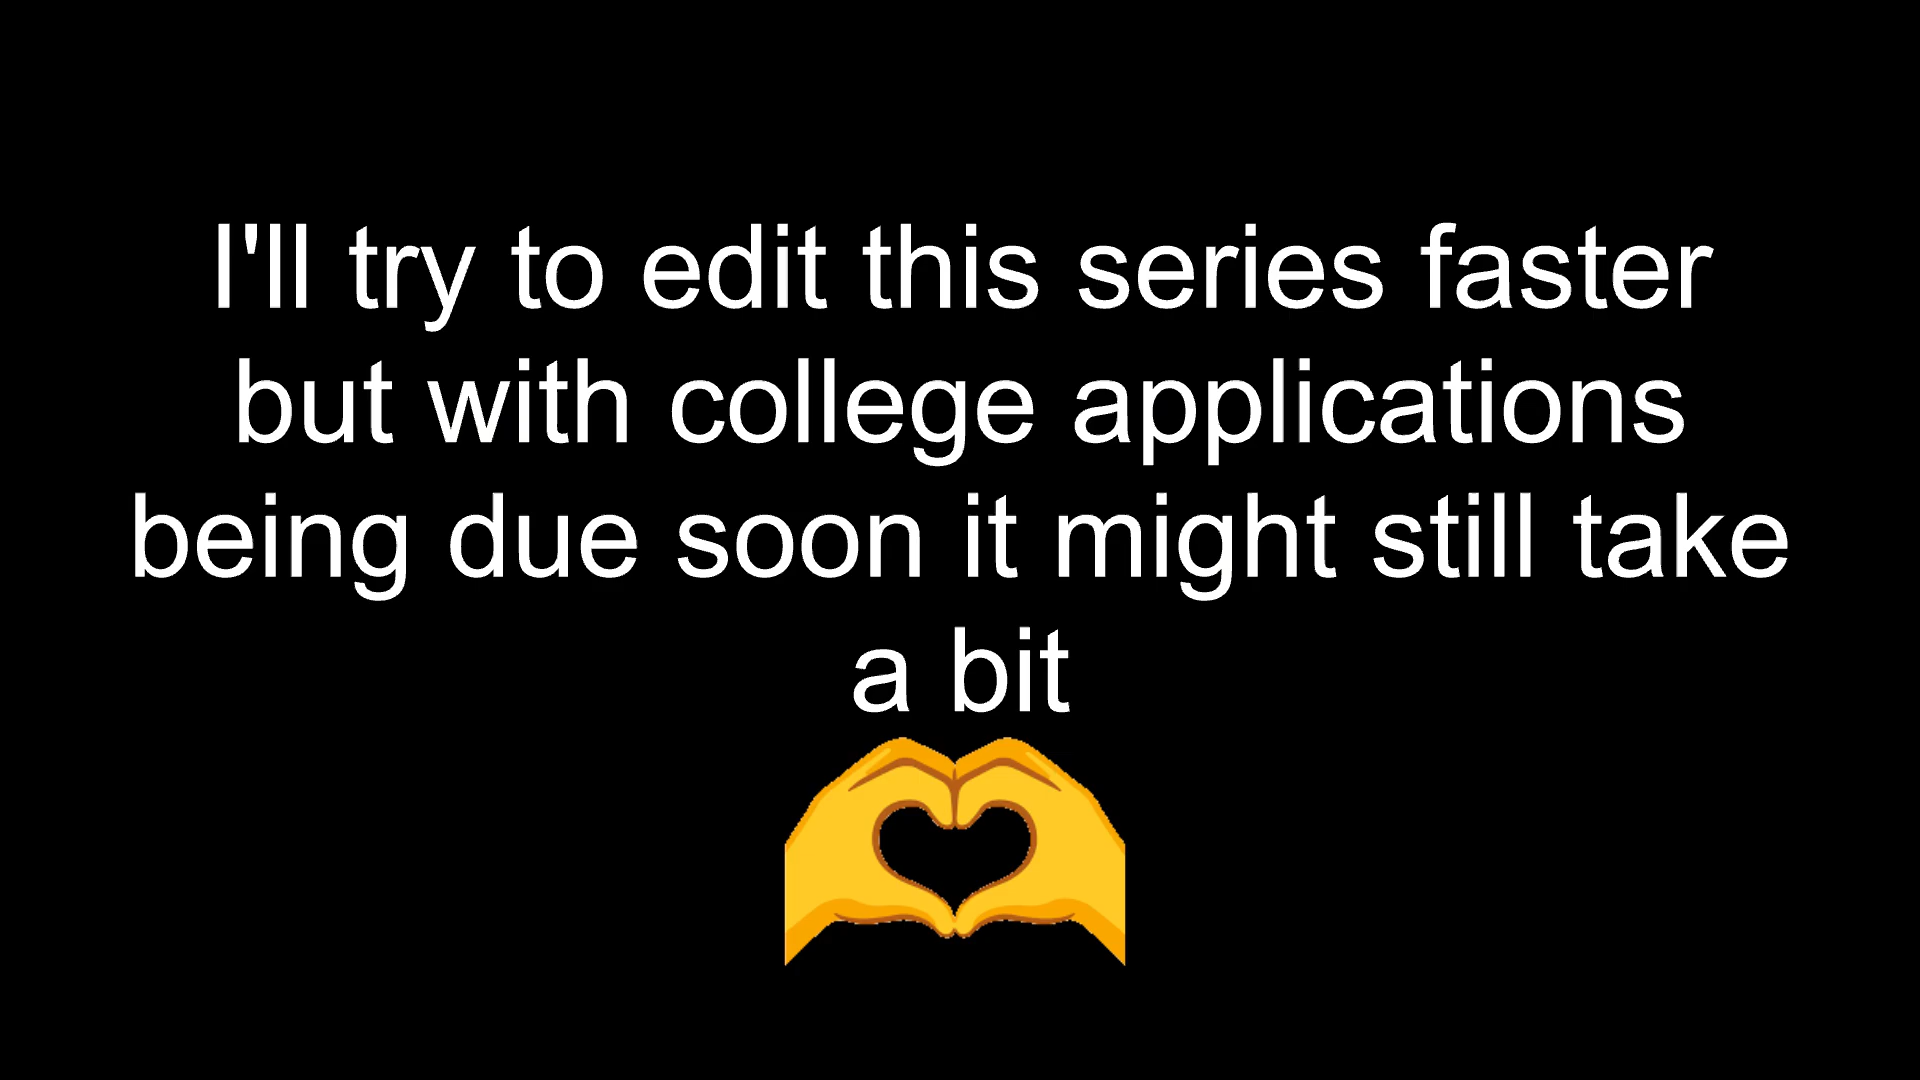 I'll try to edit this series faster
but with college applications
being due soon it might still take
a bit